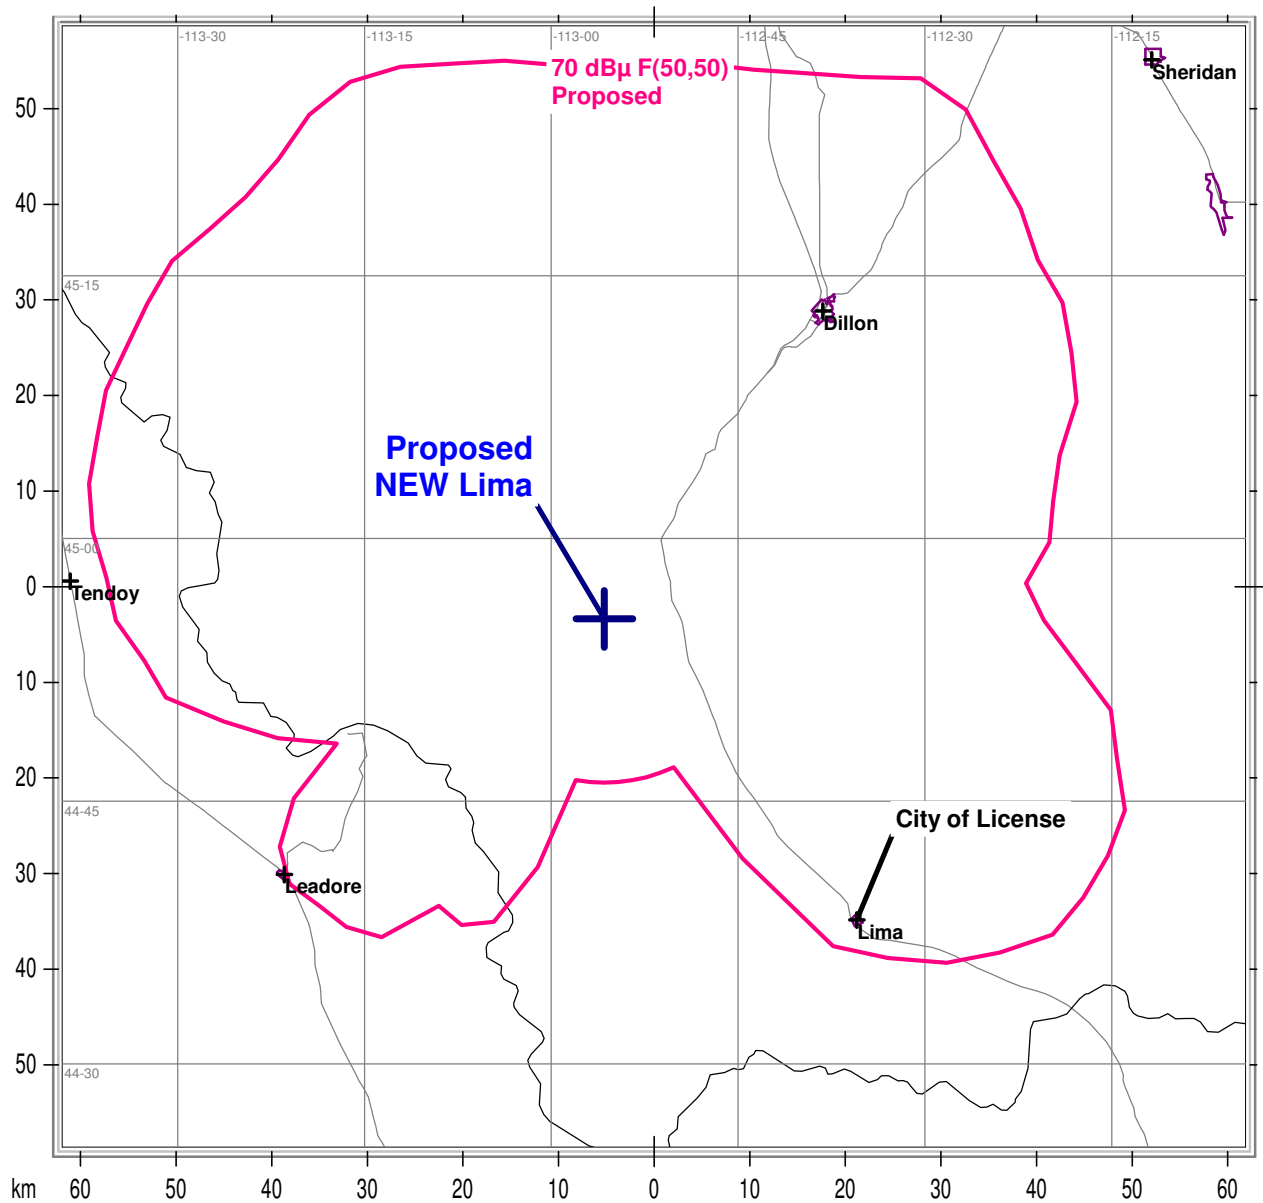 -113-30
-113-15
-113-00
-112-45
-112-30
-112-15
70 dBµ F(50,50)
Proposed
Sheridan
50
40
30
20
10
0
10
20
30
40
50
45-15
Dillon
Proposed
NEW Lima
45-00
Tendoy
44-45
City of License
Leadore
Lima
44-30
km 60 50 40 30 20 10 0 10 20 30 40 50 60